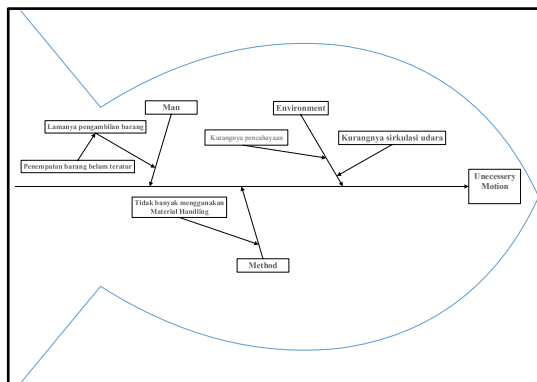 Man
Environment
Lamanya pengambilan barang
Kurangnya pencahayaan
Kurangnya sirkulasi udara
Penempatan barang belum teratur
Unecessery
Motion
Tidak banyak menggunakan
Material Handling
Method